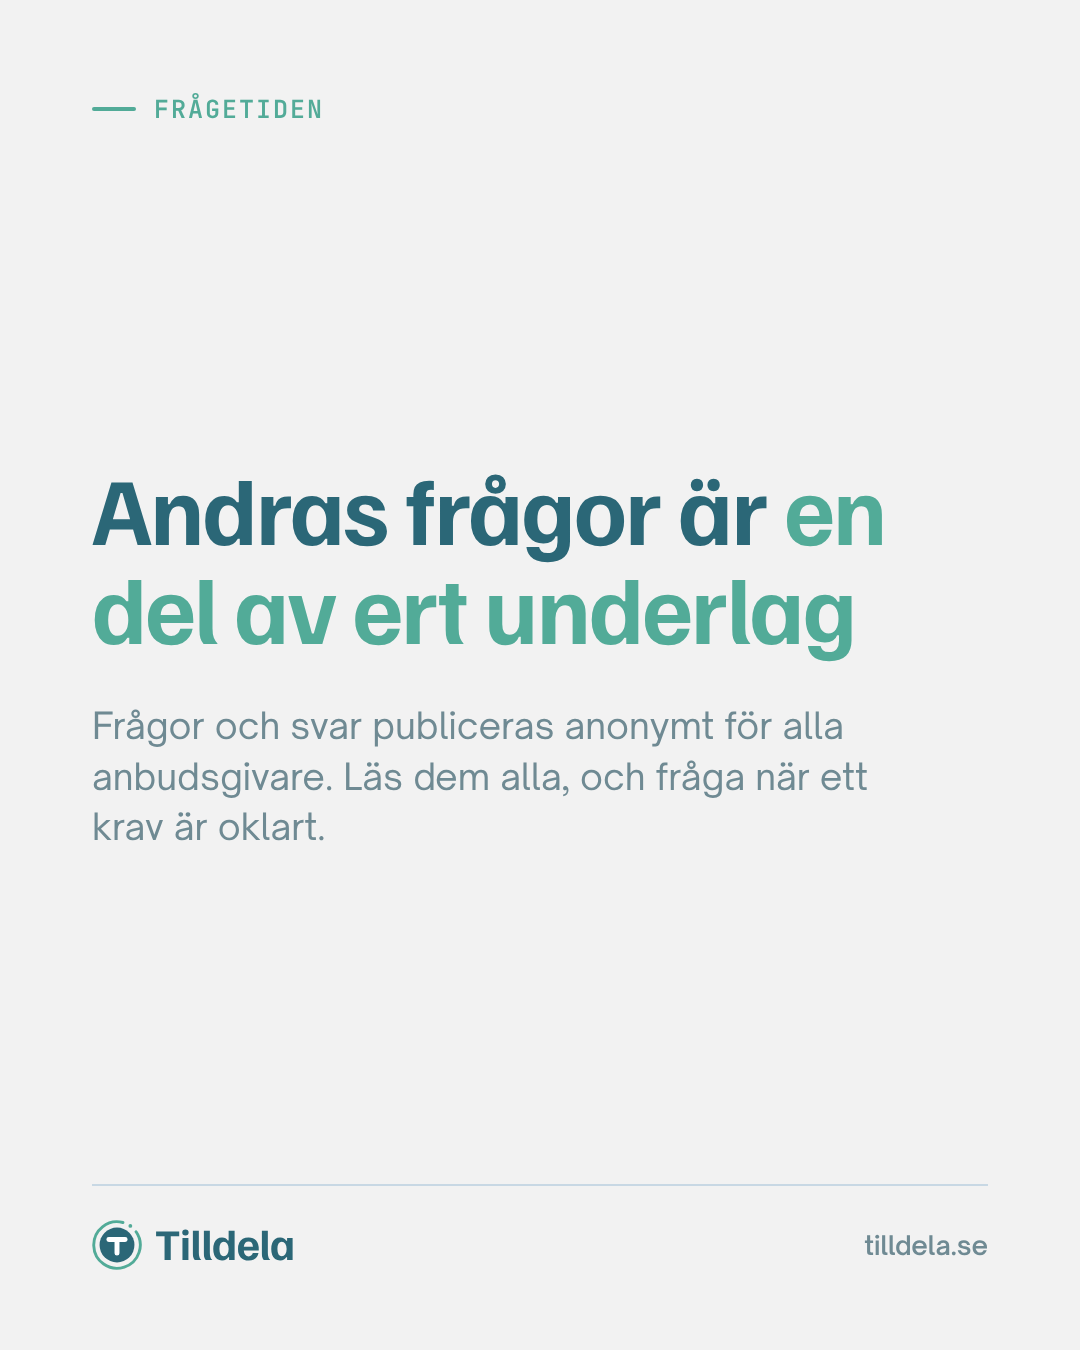 FRÅGETIDEN
Andras frågor är en
del av ert underlag
Frågor och svar publiceras anonymt för alla
anbudsgivare. Läs dem alla, och fråga när ett
krav är oklart.
Tilldela
tilldela.se